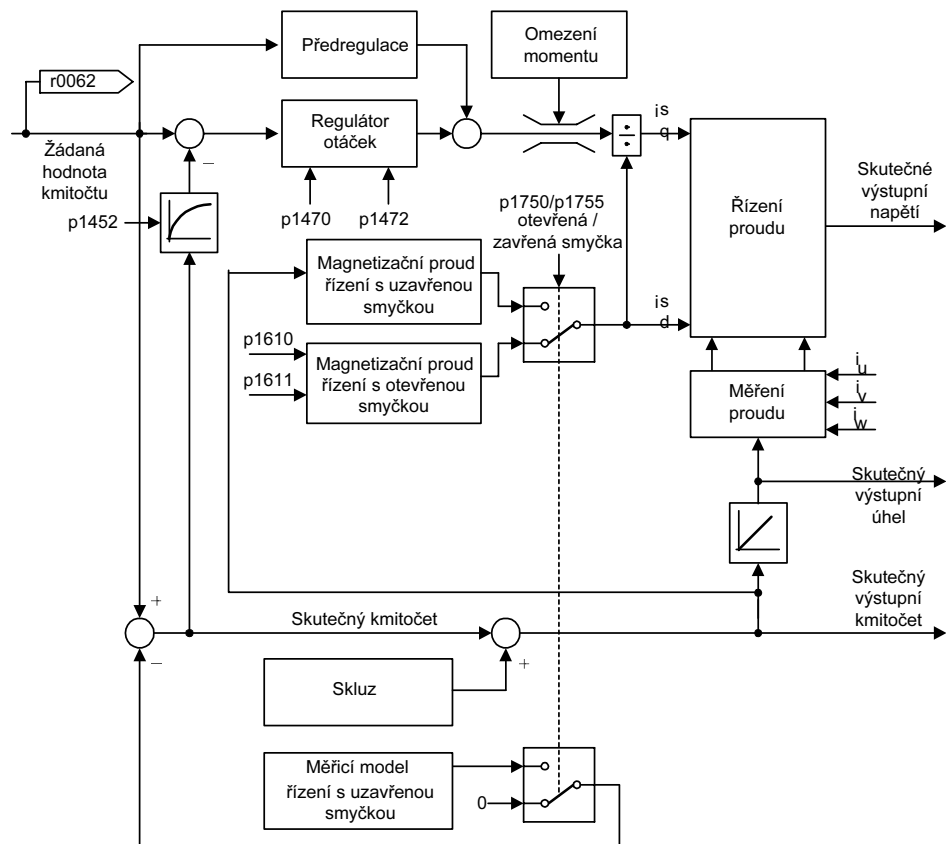 Omezení
momentu
Předregulace
r0062
Regulátor
otáček
i s
q
÷
Žádaná
hodnota
kmitočtu
−
p1452
p1470
p1472
p1750/p1755
otevřená /
zavřená smyčka
Řízení
proudu
Skutečné
výstupní
napětí
Magnetizační proud
řízení s uzavřenou
smyčkou
i s
d
p1610
p1611
Magnetizační proud
řízení s otevřenou
smyčkou
Měření
proudu
i u
i v
i w
Skutečný
výstupní
úhel
Skutečný
výstupní
kmitočet
+
−
Skutečný kmitočet
+
Skluz
Měřicí model
řízení s uzavřenou
smyčkou
0